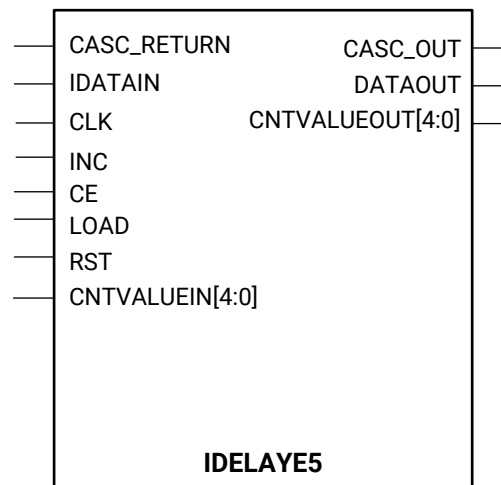 CASC_RETURN CASC_OUT
IDATAIN DATAOUT
CLK CNTVALUEOUT[4:0]
INC
CE
LOAD
RST
CNTVALUEIN[4:0]
IDELAYE5